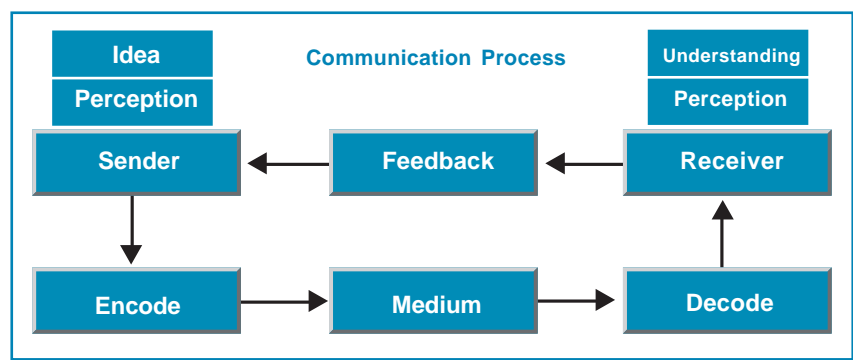 Idea
Communication Process
Understanding
Perception
Perception
Sender
Feedback
Receiver
Encode
Medium
Decode